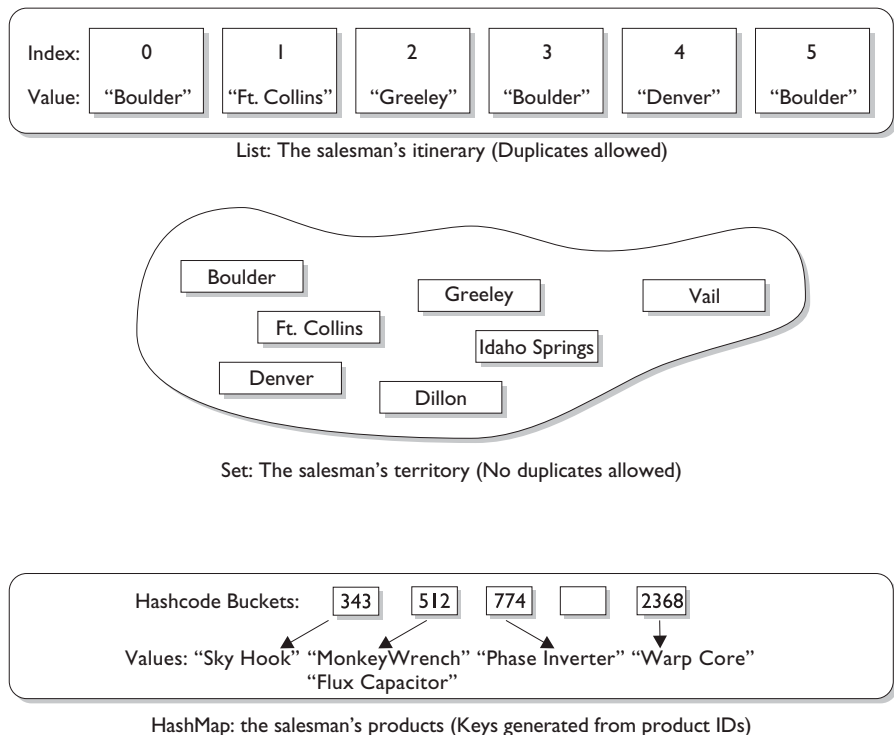 Index: 0 1 2 3 4 5
Value: “Boulder” “Ft. Collins” “Greeley” “Boulder” “Denver” “Boulder”
List: The salesman’s itinerary (Duplicates allowed)
Boulder
Greeley
Vail
Ft. Collins
Idaho Springs
Denver
Dillon
Set: The salesman’s territory (No duplicates allowed)
Hashcode Buckets: 343 512 774 2368
Values: “Sky Hook” “MonkeyWrench” “Phase Inverter” “Warp Core”
“Flux Capacitor”
HashMap: the salesman’s products (Keys generated from product IDs)